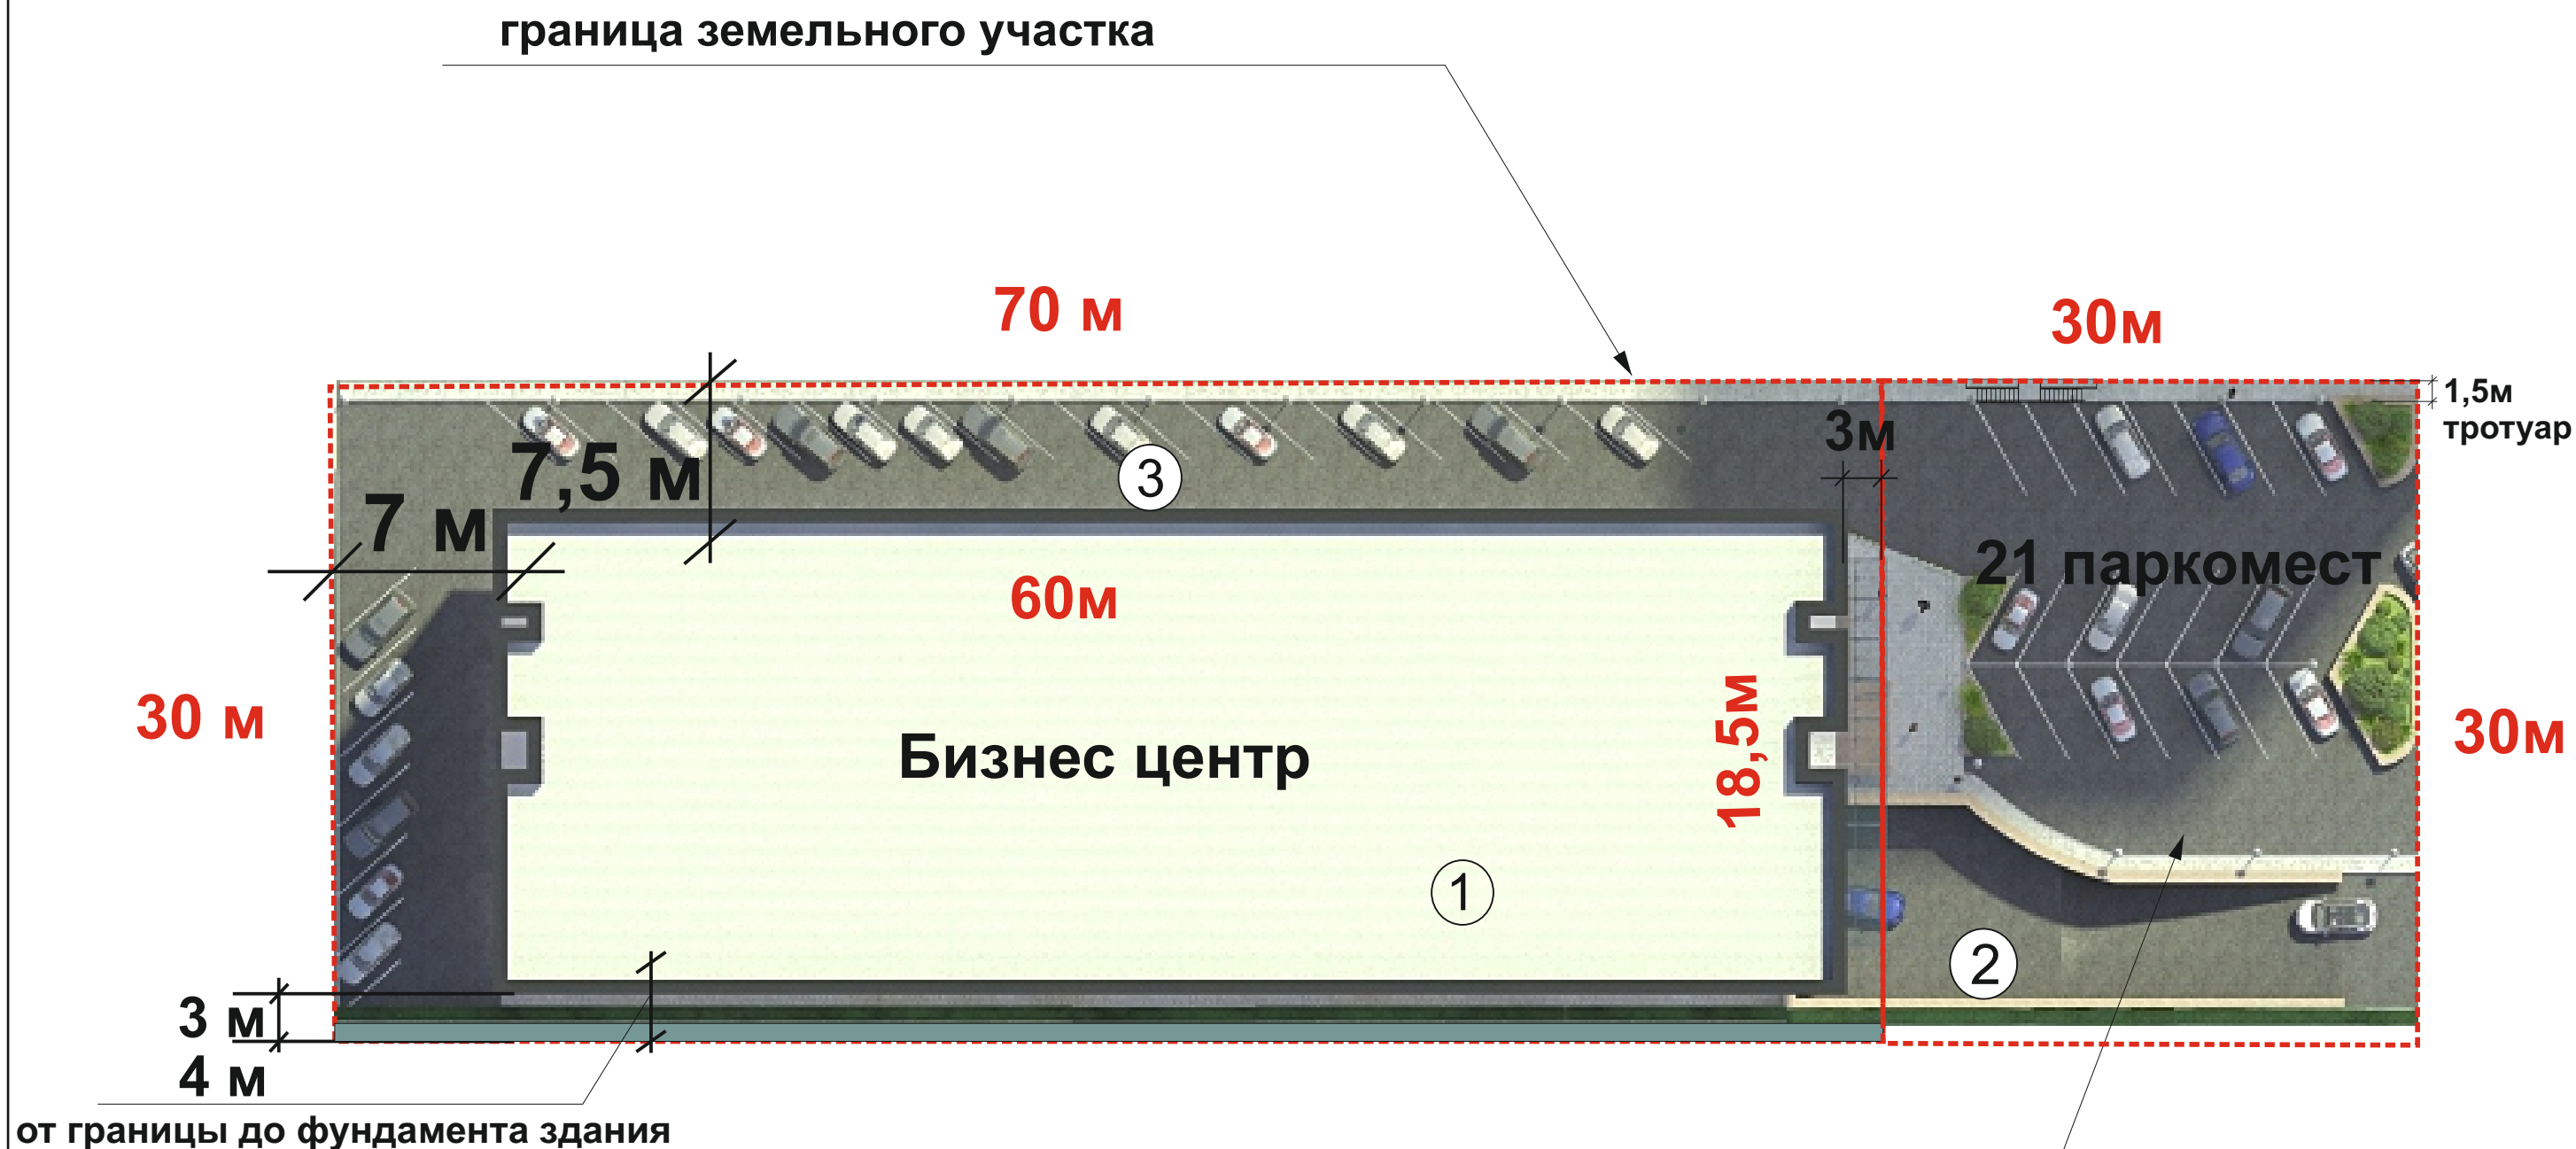 граница земельного участка
70 м
30м
1,5м
тротуар
3м
7,5 м
3
7 м
21 паркомест
60м
30 м
18,5м
30м
Бизнес центр
1
2
3 м
4 м
от границы до фундамента здания